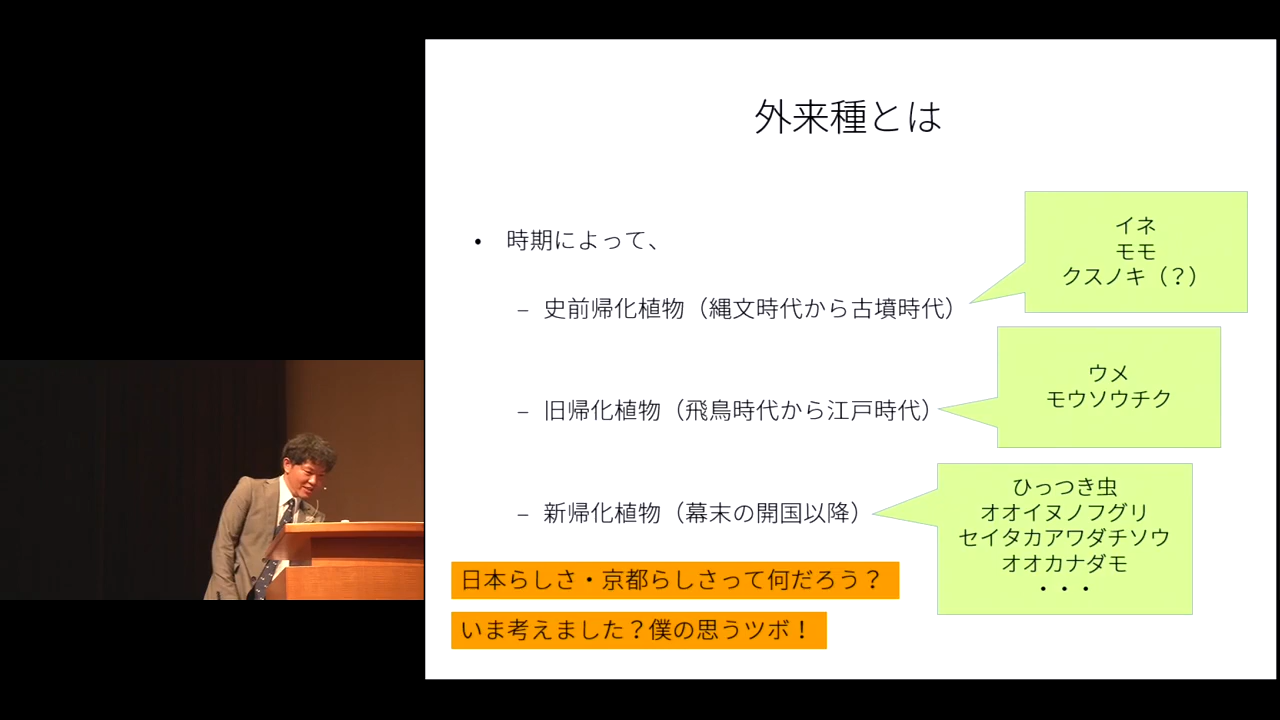 外来種とは
• 時期によって、
– 史前帰化植物（縄文時代から古墳時代）
イネ
モモ
クスノキ（？）
– 旧帰化植物（飛鳥時代から江戸時代）
ウメ
モウソウチク
– 新帰化植物（幕末の開国以降）
ひっつき虫
オオイヌノフグリ
セイタカアワダチソウ
オオカナダモ
・・・
日本らしさ・京都らしさって何だろう？
いま考えました？僕の思うツボ！